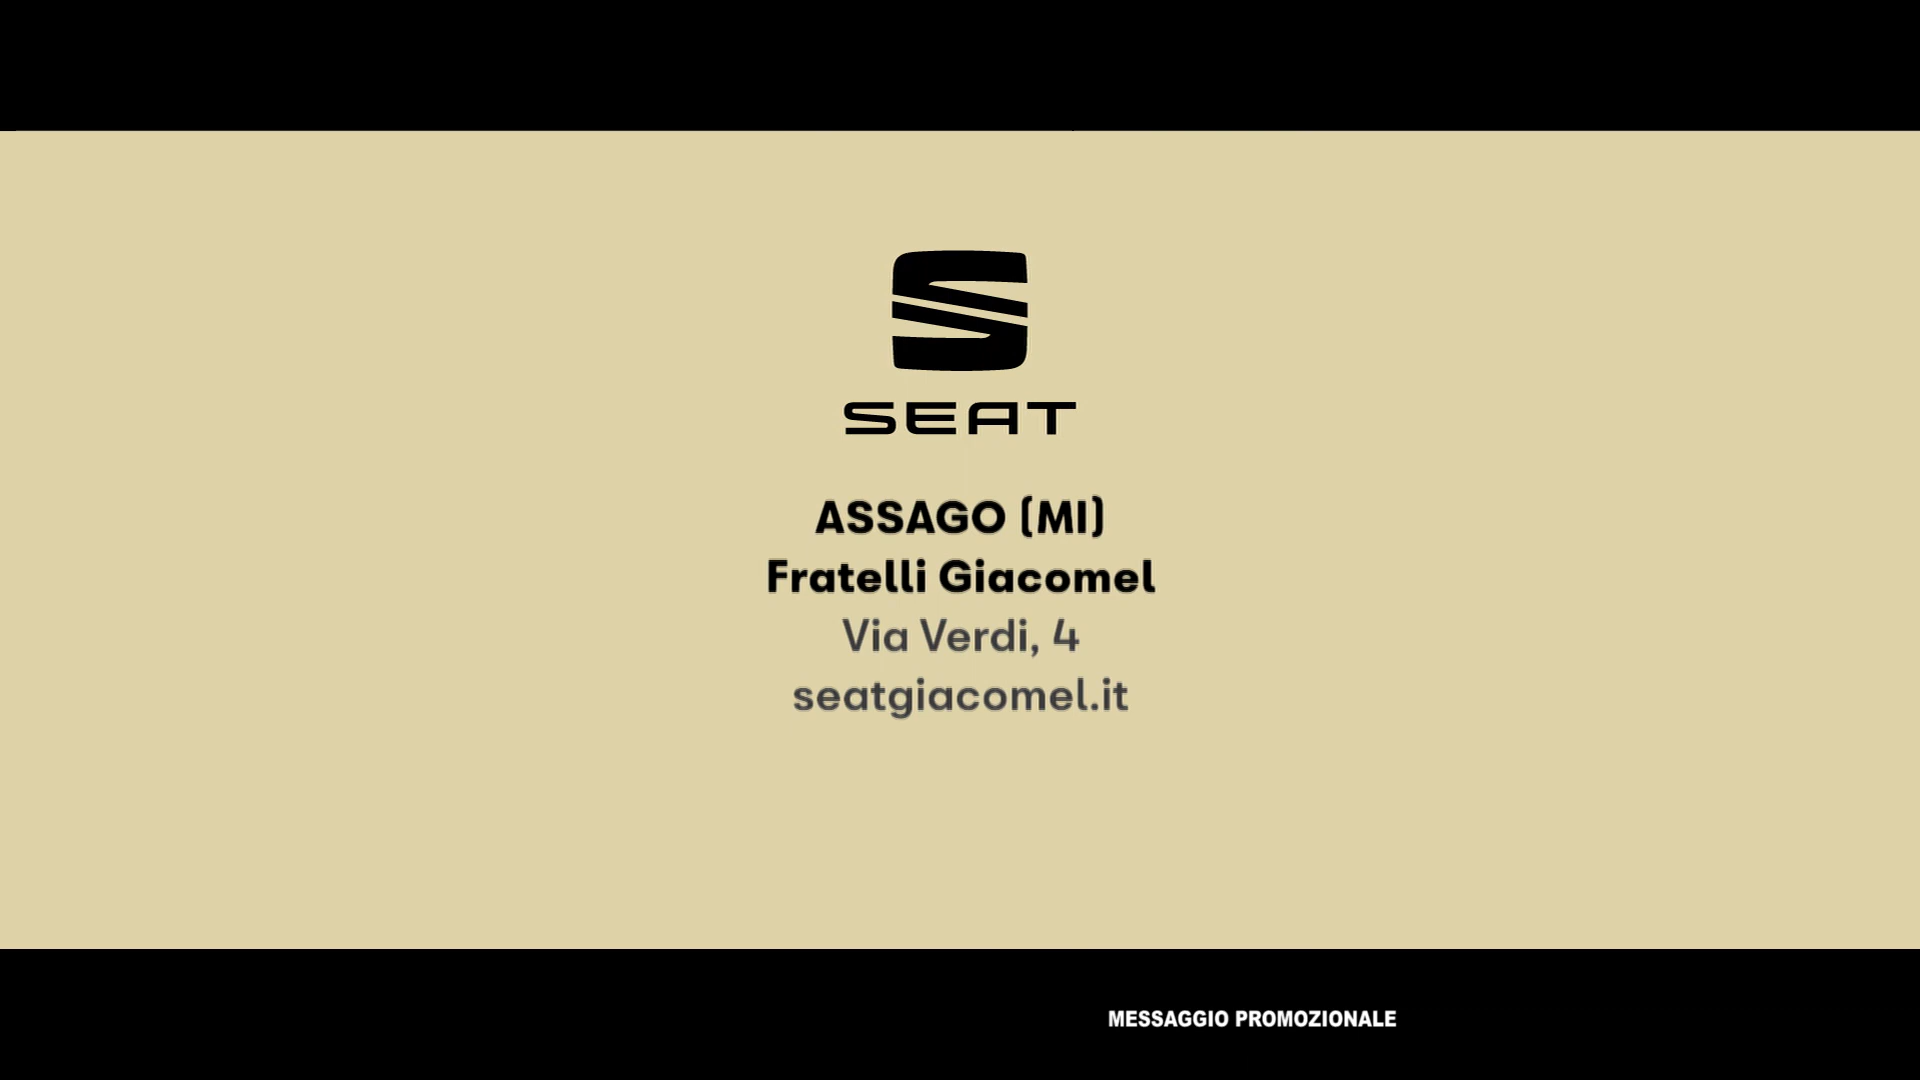 SEAT
ASSAGO (MI)
Fratelli Giacomel
Via Verdi, 4
seatgiacomel.it
MESSAGGIO PROMOZIONALE